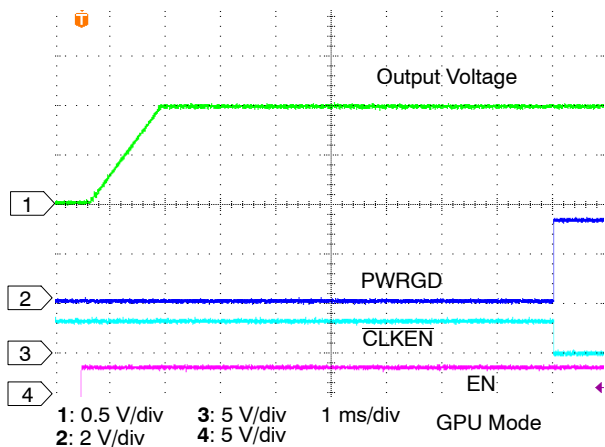 T
Output Voltage
1
PWRGD
2
CLKEN
3
EN
4
1: 0.5 V/div 3: 5 V/div 1 ms/div
2: 2 V/div 4: 5 V/div GPU Mode